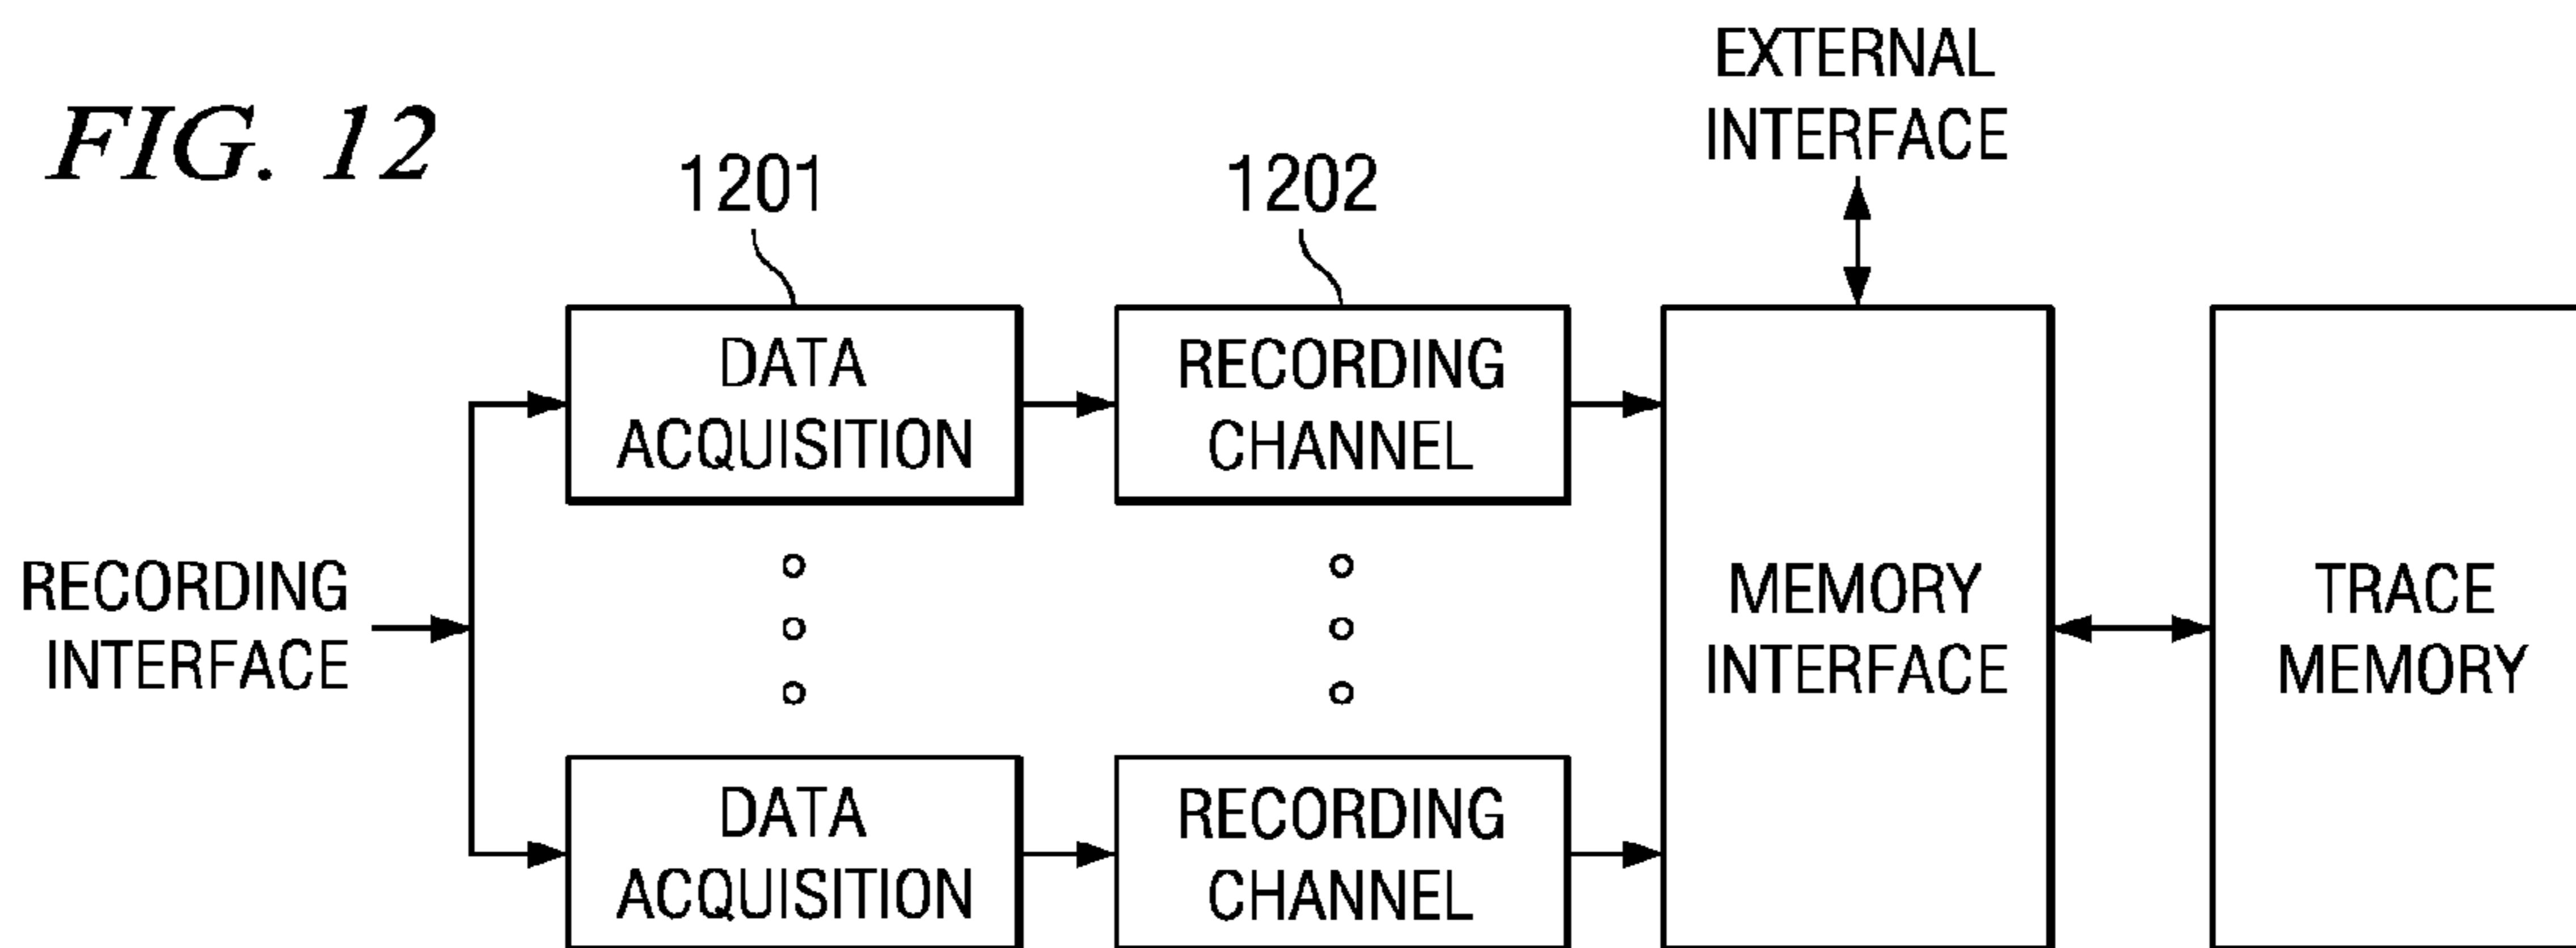 FIG. 12
EXTERNAL
INTERFACE
1201
1202
DATA
ACQUISITION
RECORDING
CHANNEL
RECORDING
INTERFACE
MEMORY
INTERFACE
TRACE
MEMORY
DATA
ACQUISITION
RECORDING
CHANNEL